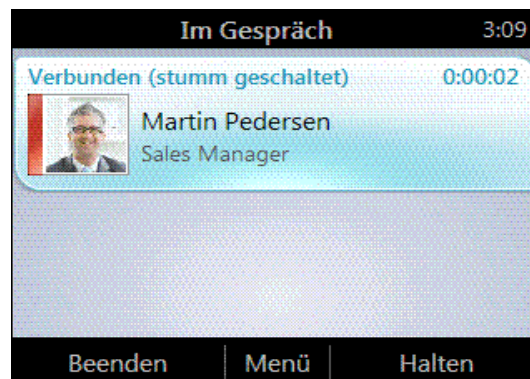 Im Gespräch 3:09
Verbunden (stumm geschaltet) 0:00:02
Martin Pedersen
Sales Manager
Beenden Menü Halten